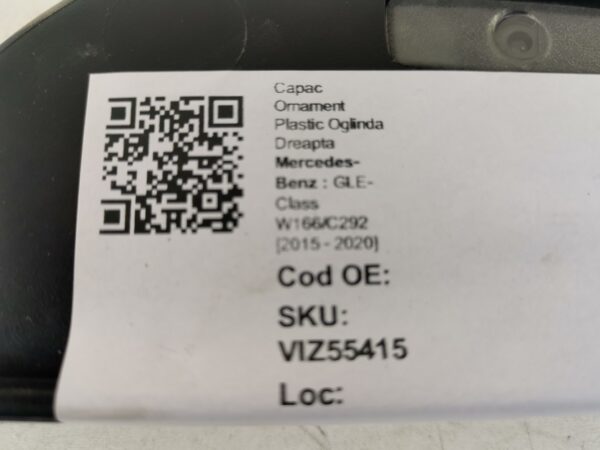 Capac
Ornament
Plastic Oglinda
Dreapta
Mercedes-
Benz : GLE-
Class
W166/C292
[2015 - 2020]
Cod OE:
SKU:
VIZ55415
Loc: